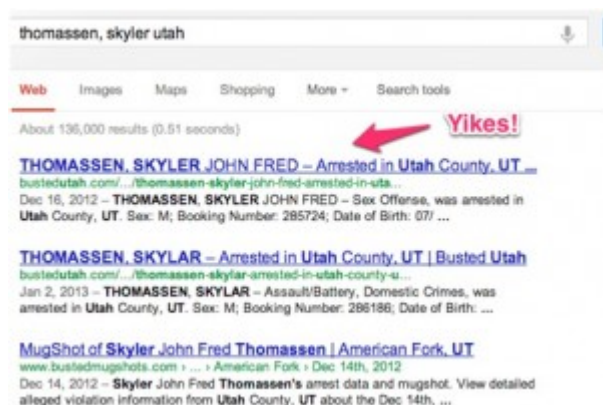 thomassen, skyler utah
Web Images Maps Shopping More Search tools
About 136,000 results (0.51 seconds)
Yikes!
THOMASSEN, SKYLER JOHN FRED – Arrested in Utah County, UT ...
bustedutah.com/.../thomassen-skyler-john-fred-arrested-in-uta...
Dec 16, 2012 – THOMASSEN, SKYLER JOHN FRED – Sex Offense, was arrested in
Utah County, UT. Sex: M; Booking Number: 285724; Date of Birth: 07/ ...
THOMASSEN, SKYLAR – Arrested in Utah County, UT | Busted Utah
bustedutah.com/.../thomassen-skylar-arrested-in-utah-county-u...
Jan 2, 2013 – THOMASSEN, SKYLAR – Assault/Battery, Domestic Crimes, was
arrested in Utah County, UT. Sex: M; Booking Number: 286186; Date of Birth: ...
MugShot of Skyler John Fred Thomassen | American Fork, UT
www.bustedmugshots.com › ... › American Fork › Dec 14th, 2012
Dec 14, 2012 – Skyler John Fred Thomassen's arrest data and mugshot. View detailed
alleged violation information from Utah County, UT about the Dec 14th, ...